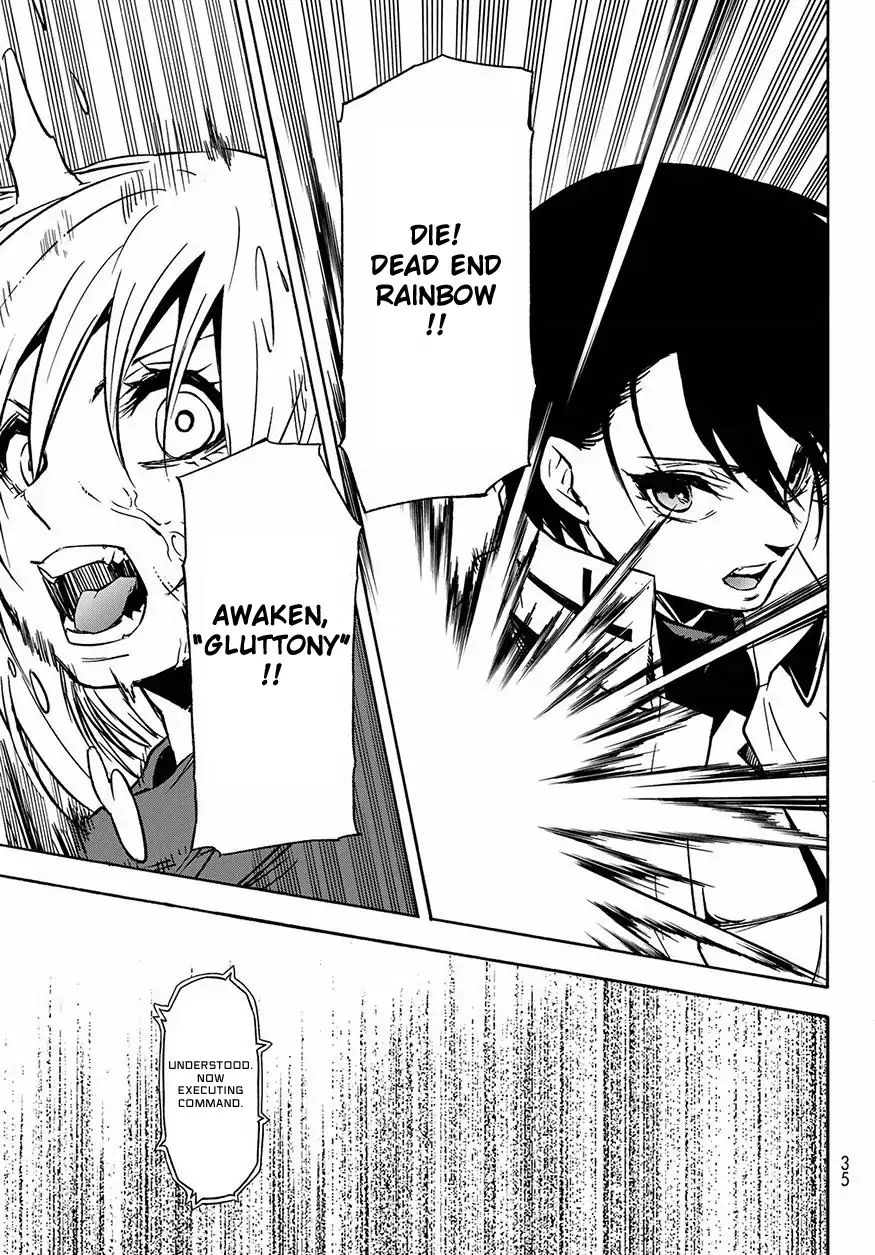 DIE!
DEAD END
RAINBOW
!!
AWAKEN,
"GLUTTONY"
!!
UNDERSTOOD.
NOW
EXECUTING
COMMAND.
35